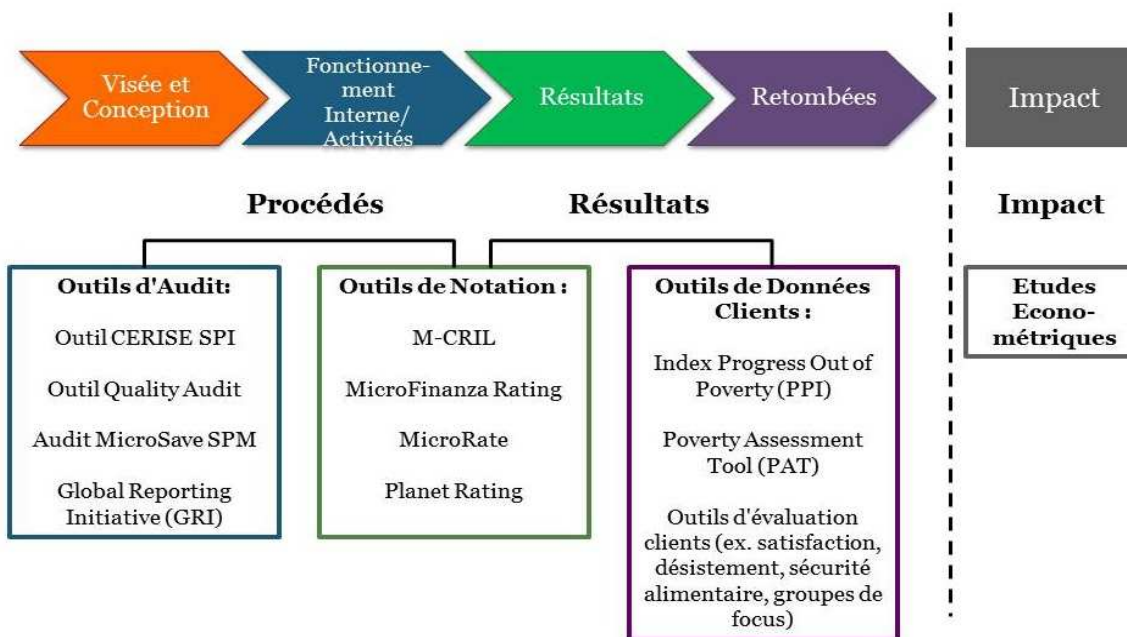 Visée et
Conception
Fonctionne-
ment
Interne/
Activités
Résultats
Retombées
Impact
Procédés
Résultats
Impact
Outils d'Audit:
Outil CERISE SPI
Outil Quality Audit
Audit MicroSave SPM
Global Reporting
Initiative (GRI)
Outils de Notation :
M-CRIL
MicroFinanza Rating
MicroRate
Planet Rating
Outils de Données
Clients :
Index Progress Out of
Poverty (PPI)
Poverty Assessment
Tool (PAT)
Outils d'évaluation
clients (ex. satisfaction,
désistement, sécurité
alimentaire, groupes de
focus)
Etudes
Econo-
métriques